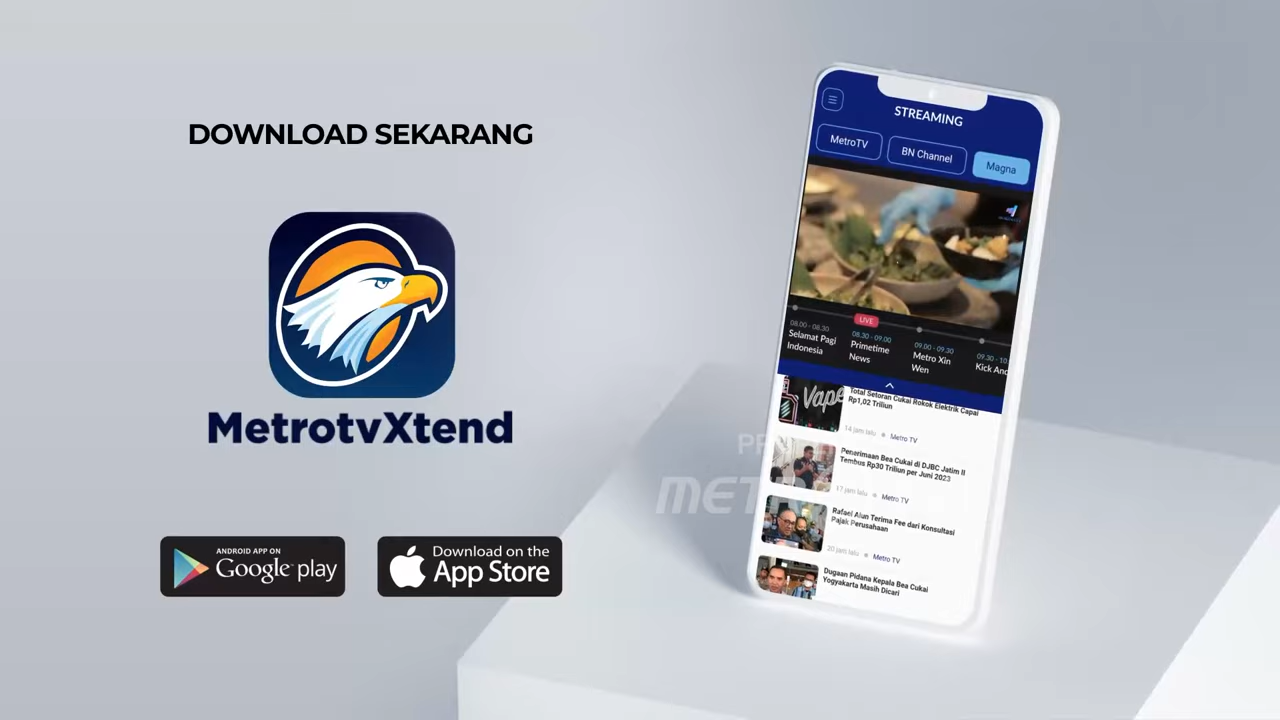 DOWNLOAD SEKARANG
MetrotvXtend
ANDROID APP ON
Google play
Download on the
App Store
STREAMING
MetroTV
BN Channel
Magna
LIVE
08.00 - 08.30
Selamat Pagi
Indonesia
08.30 - 09.00
Primetime
News
09.00 - 09.30
Metro Xin
Wen
09.30 -
Kick
Vape
Total Setoran Cukai Rokok Elektrik Capai
Rp1,02 Triliun
14 jam lalu
Metro TV
Penerimaan Bea Cukai di DJBC Jatim II
Tembus Rp30 Triliun per Juni 2023
17 jam lalu
Metro TV
Rafael Alun Terima Fee dari Konsultasi
Pajak Perusahaan
20 jam lalu
Metro TV
Dugaan Pidana Kepala Bea Cukai
Yogyakarta Masih Dicari